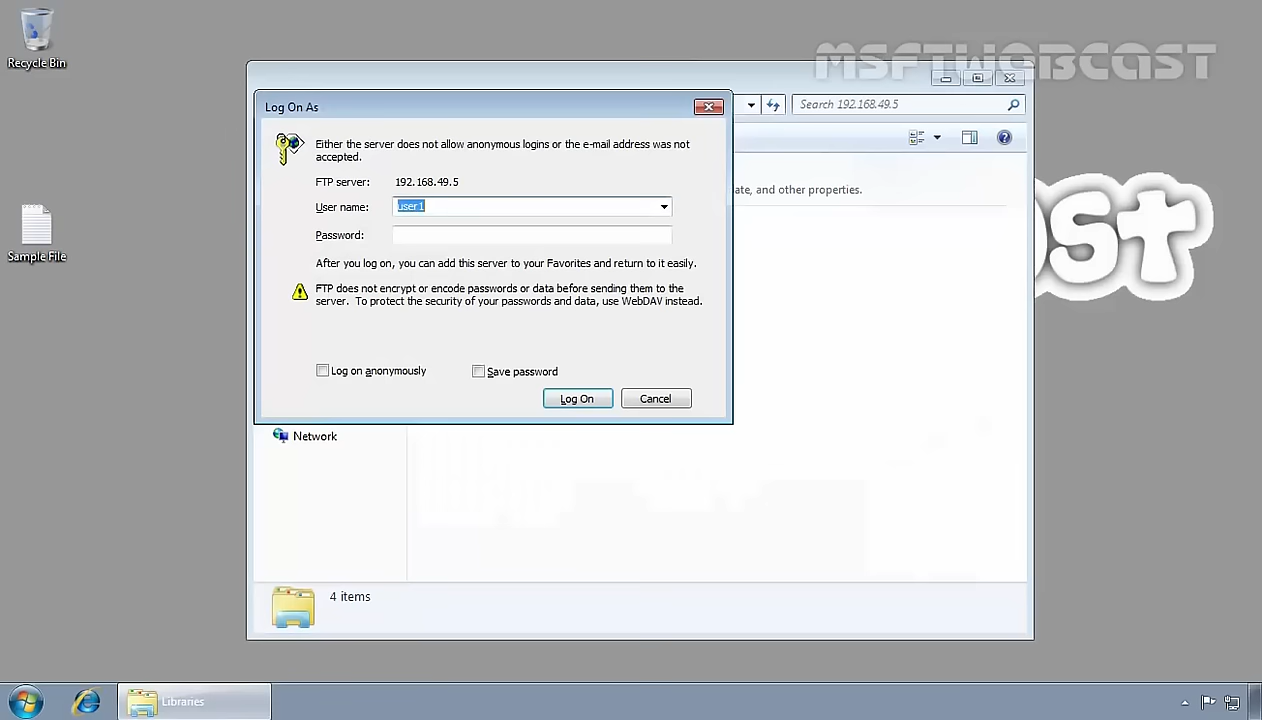 Recycle Bin
MSFTWEBCAST
Log On As
Search 192.168.49.5
Either the server does not allow anonymous logins or the e-mail address was not
accepted.
FTP server: 192.168.49.5
ate, and other properties.
User name: user1
Password:
Sample File
ost
After you log on, you can add this server to your Favorites and return to it easily.
FTP does not encrypt or encode passwords or data before sending them to the
server. To protect the security of your passwords and data, use WebDAV instead.
Log on anonymously
Save password
Log On
Cancel
Network
4 items
Libraries